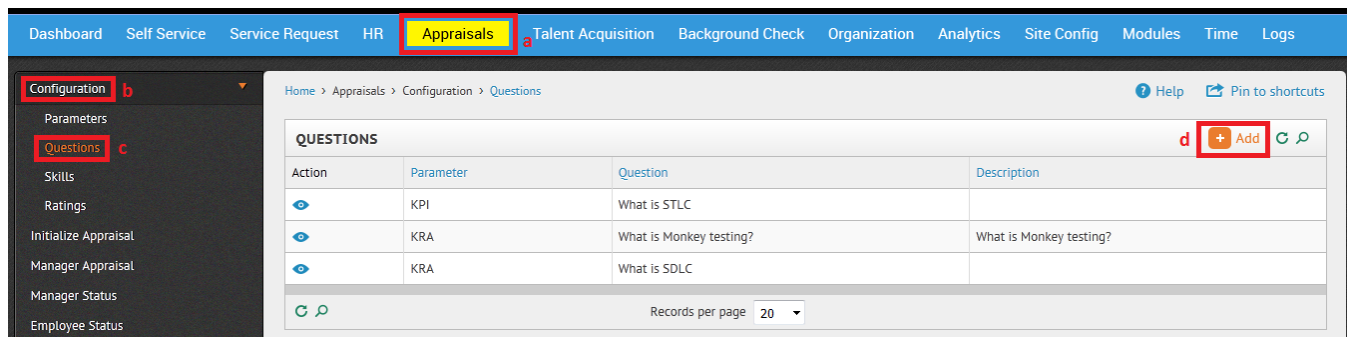 Dashboard Self Service Service Request HR Appraisals a Talent Acquisition Background Check Organization Analytics Site Config Modules Time Logs
Configuration b
Home > Appraisals > Configuration > Questions
? Help Pin to shortcuts
Parameters
Questions c
Skills
Ratings
Initialize Appraisal
Manager Appraisal
Manager Status
Employee Status
QUESTIONS d + Add
Action Parameter Question Description
KPI What is STLC
KRA What is Monkey testing? What is Monkey testing?
KRA What is SDLC
Records per page 20